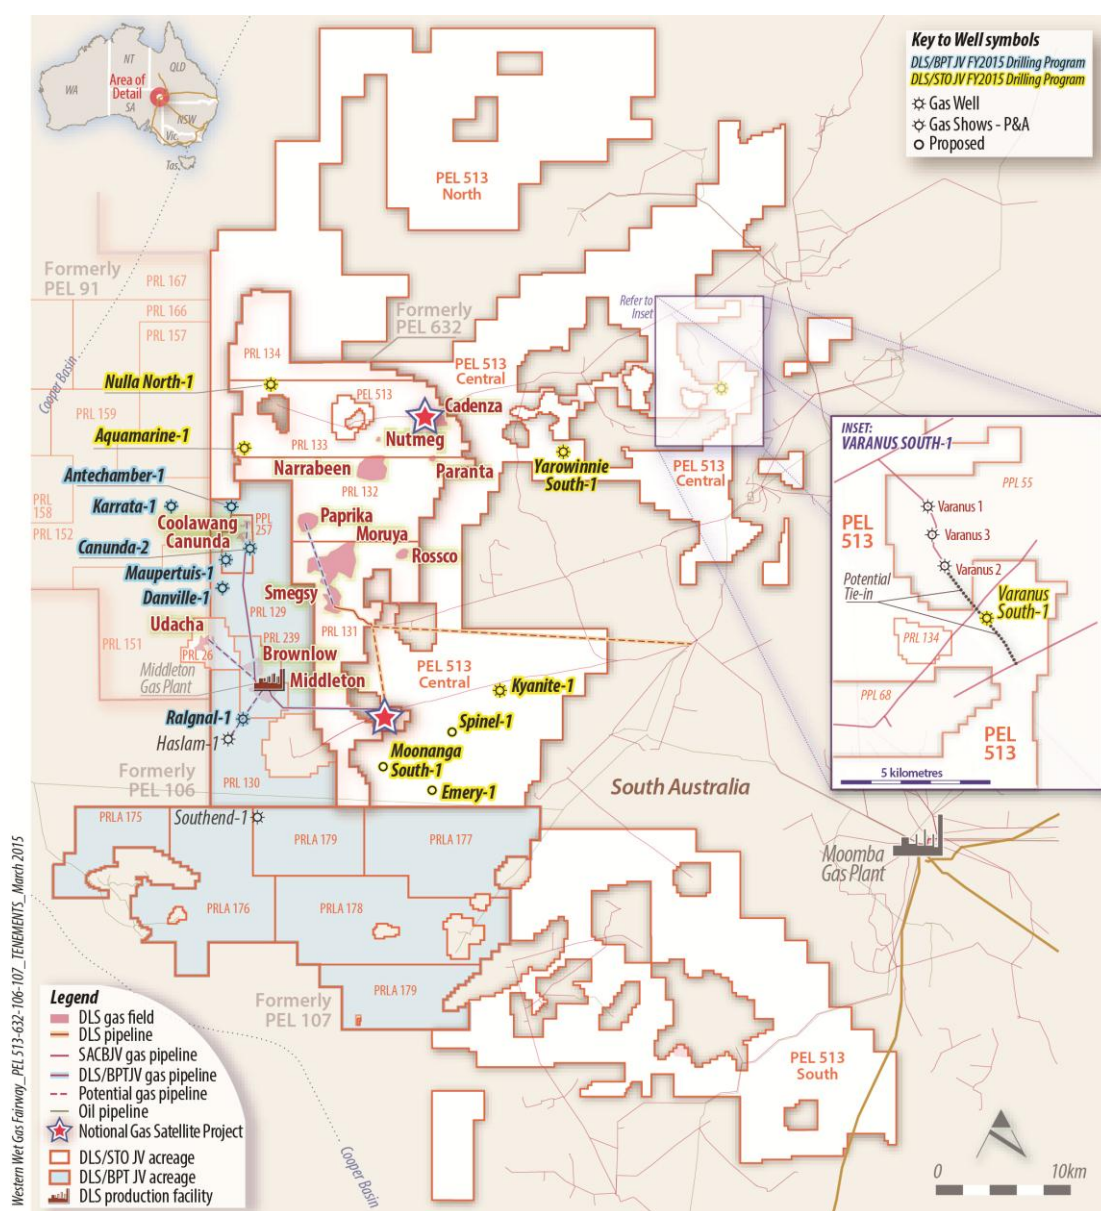 NT
QLD
WA
Area of
Detail
SA
NSW
Vic.
Tas.
Key to Well symbols
DLS/BPT JV FY2015 Drilling Program
DLS/STO JV FY2015 Drilling Program
Gas Well
Gas Shows - P&A
Proposed
PEL 513
North
Formerly
PEL 91
PRL 167
PRL 166
PRL 157
Cooper Basin
Formerly
PEL 632
Refer to
Inset
PRL 134
PEL 513
Central
Nulla North-1
PEL 513
Cadenza
PRL 159
Aquamarine-1
PRL 133
Nutmeg
Narrabeen
Paranta
Yarowinnie
South-1
PEL 513
Central
INSET:
VARANUS SOUTH-1
PPL 55
Antechamber-1
PRL 132
Karrata-1
PRL
158
PRL 152
PPL
257
Coolawang
Canunda
Paprika
Moruya
Rossco
Canunda-2
Maupertuis-1
Danville-1
Smegsy
PRL 129
Udacha
PRL 151
PRL 26
PRL 239
PRL 131
Brownlow
Middleton
Gas Plant
Middleton
PEL 513
Central
Kyanite-1
Ralgnal-1
Haslam-1
Spinel-1
Moonanga
South-1
Emery-1
PRL 130
Formerly
PEL 106
PEL
513
Varanus 1
Varanus 3
Varanus 2
Potential
Tie-in
Varanus
South-1
PRL 134
PPL 68
PEL
513
5 kilometres
South Australia
Moomba
Gas Plant
PRLA 175
Southend-1
PRLA 179
PRLA 177
PRLA 176
PRLA 178
PRLA 179
Formerly
PEL 107
PEL 513
South
Cooper Basin
Legend
DLS gas field
DLS pipeline
SACBJV gas pipeline
DLS/BPTJV gas pipeline
Potential gas pipeline
Oil pipeline
Notional Gas Satellite Project
DLS/STO JV acreage
DLS/BPT JV acreage
DLS production facility
0 10km
Western Wet Gas Fairway_PEL 513-632-106-107_TENEMENTS_March 2015